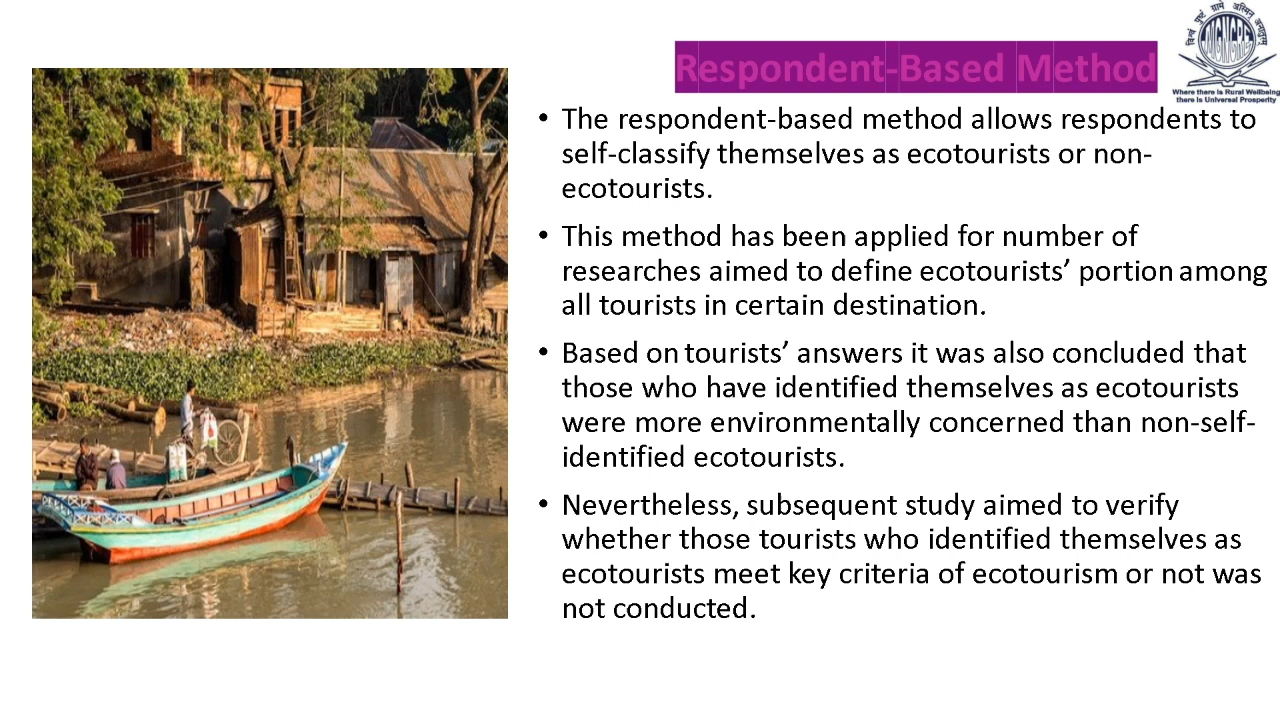 Respondent-Based Method
Where there is Rural Wellbeing
there is Universal Prosperity
• The respondent-based method allows respondents to
self-classify themselves as ecotourists or non-
ecotourists.
• This method has been applied for number of
researches aimed to define ecotourists’ portion among
all tourists in certain destination.
• Based on tourists’ answers it was also concluded that
those who have identified themselves as ecotourists
were more environmentally concerned than non-self-
identified ecotourists.
• Nevertheless, subsequent study aimed to verify
whether those tourists who identified themselves as
ecotourists meet key criteria of ecotourism or not was
not conducted.